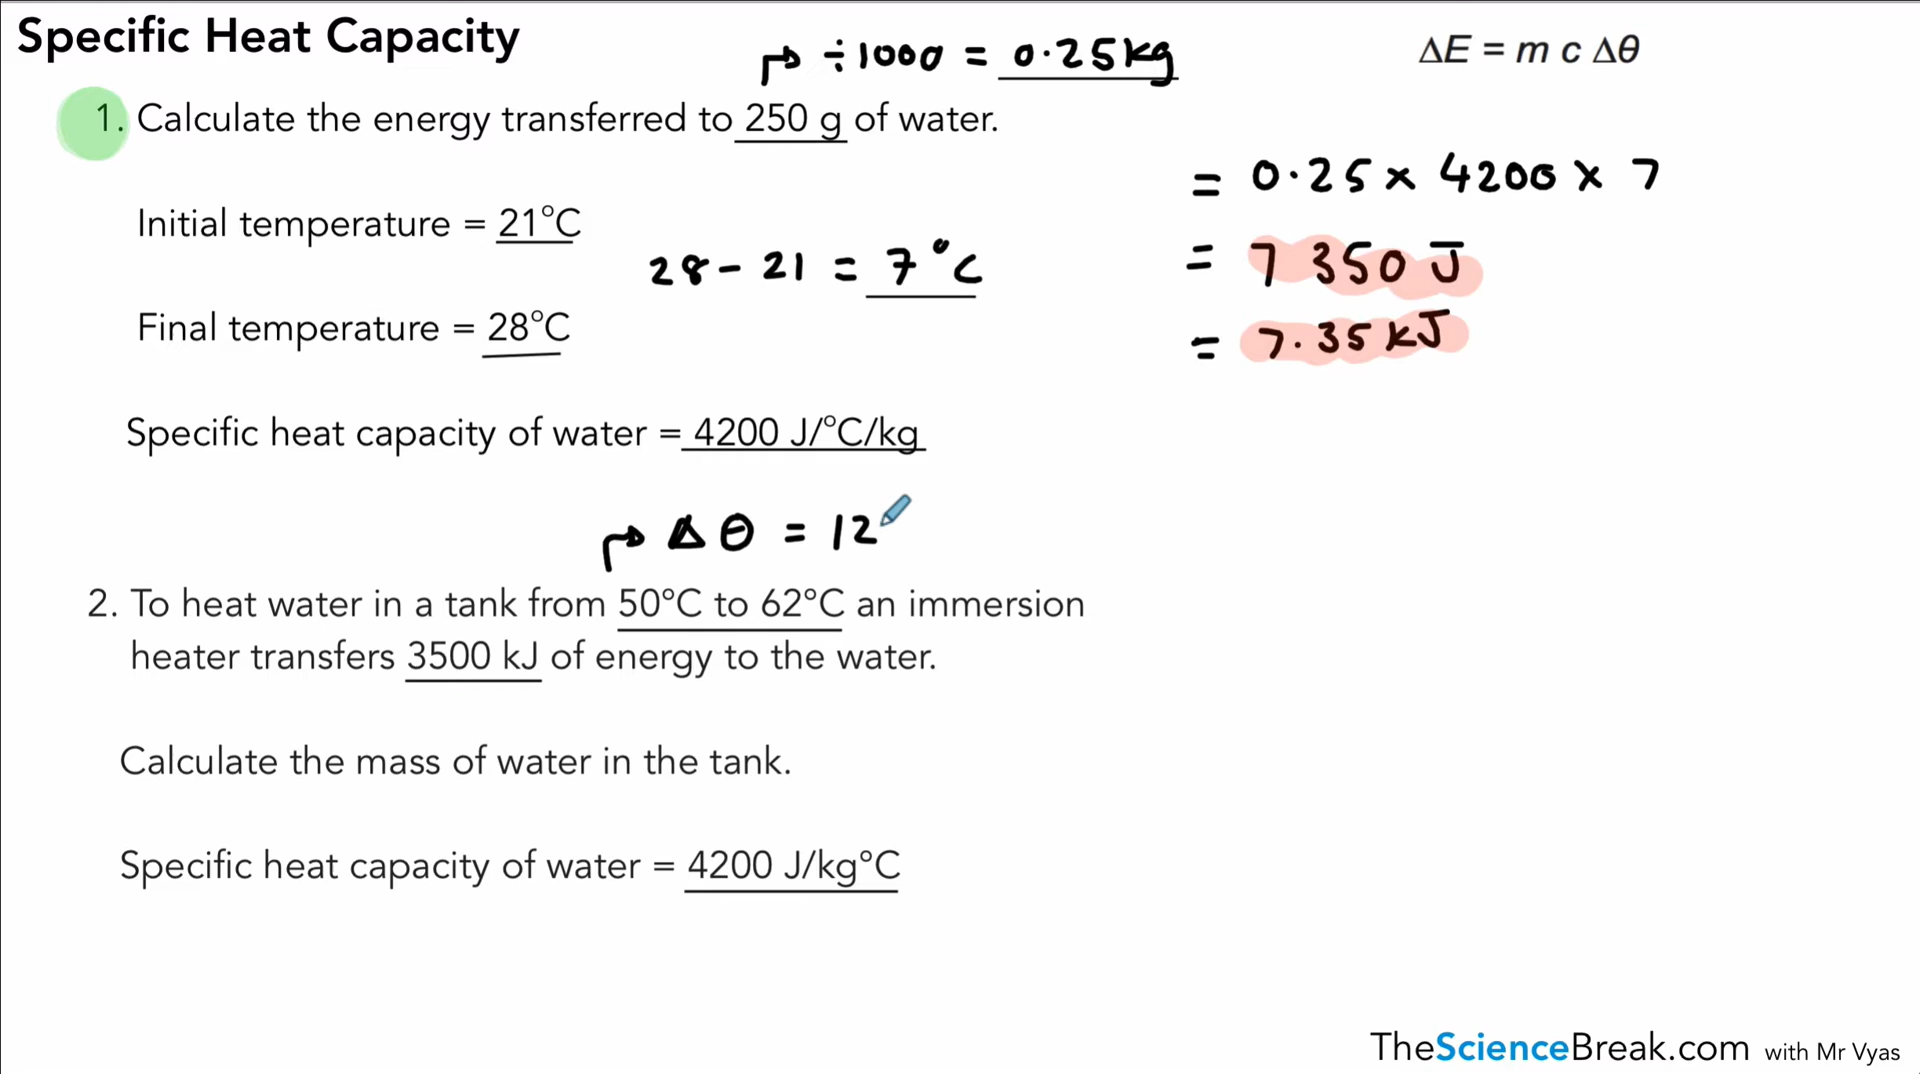 Specific Heat Capacity
÷1000 = 0.25kg
ΔE = m c Δθ
1. Calculate the energy transferred to 250 g of water.
= 0.25 × 4200 × 7
Initial temperature = 21°C
28 - 21 = 7°C
= 7350 J
Final temperature = 28°C
= 7.35 kJ
Specific heat capacity of water = 4200 J/°C/kg
Δθ = 12
2. To heat water in a tank from 50°C to 62°C an immersion
heater transfers 3500 kJ of energy to the water.
Calculate the mass of water in the tank.
Specific heat capacity of water = 4200 J/kg°C
TheScienceBreak.com with Mr Vyas